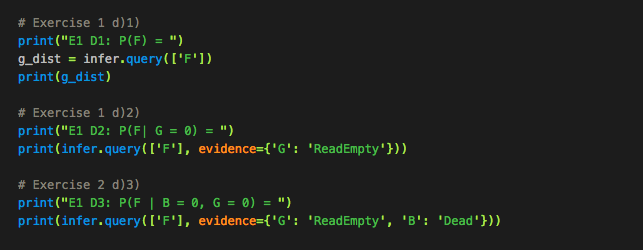 # Exercise 1 d)1)
print("E1 D1: P(F) = ")
g_dist = infer.query(['F'])
print(g_dist)
# Exercise 1 d)2)
print("E1 D2: P(F| G = 0) = ")
print(infer.query(['F'], evidence={'G': 'ReadEmpty'}))
# Exercise 2 d)3)
print("E1 D3: P(F | B = 0, G = 0) = ")
print(infer.query(['F'], evidence={'G': 'ReadEmpty', 'B': 'Dead'}))